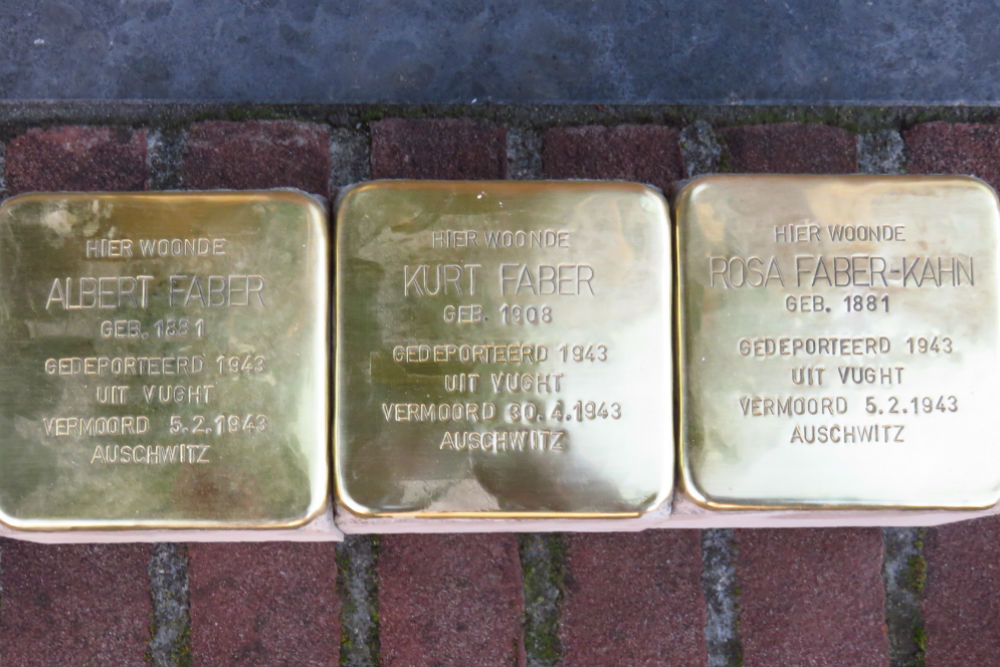 HIER WOONDE
ALBERT FABER
GEB. 1881
GEDEPORTEERD 1943
UIT VUGHT
VERMOORD 5.2.1943
AUSCHWITZ
HIER WOONDE
KURT FABER
GEB. 1908
GEDEPORTEERD 1943
UIT VUGHT
VERMOORD 30.4.1943
AUSCHWITZ
HIER WOONDE
ROSA FABER-KAHN
GEB. 1881
GEDEPORTEERD 1943
UIT VUGHT
VERMOORD 5.2.1943
AUSCHWITZ